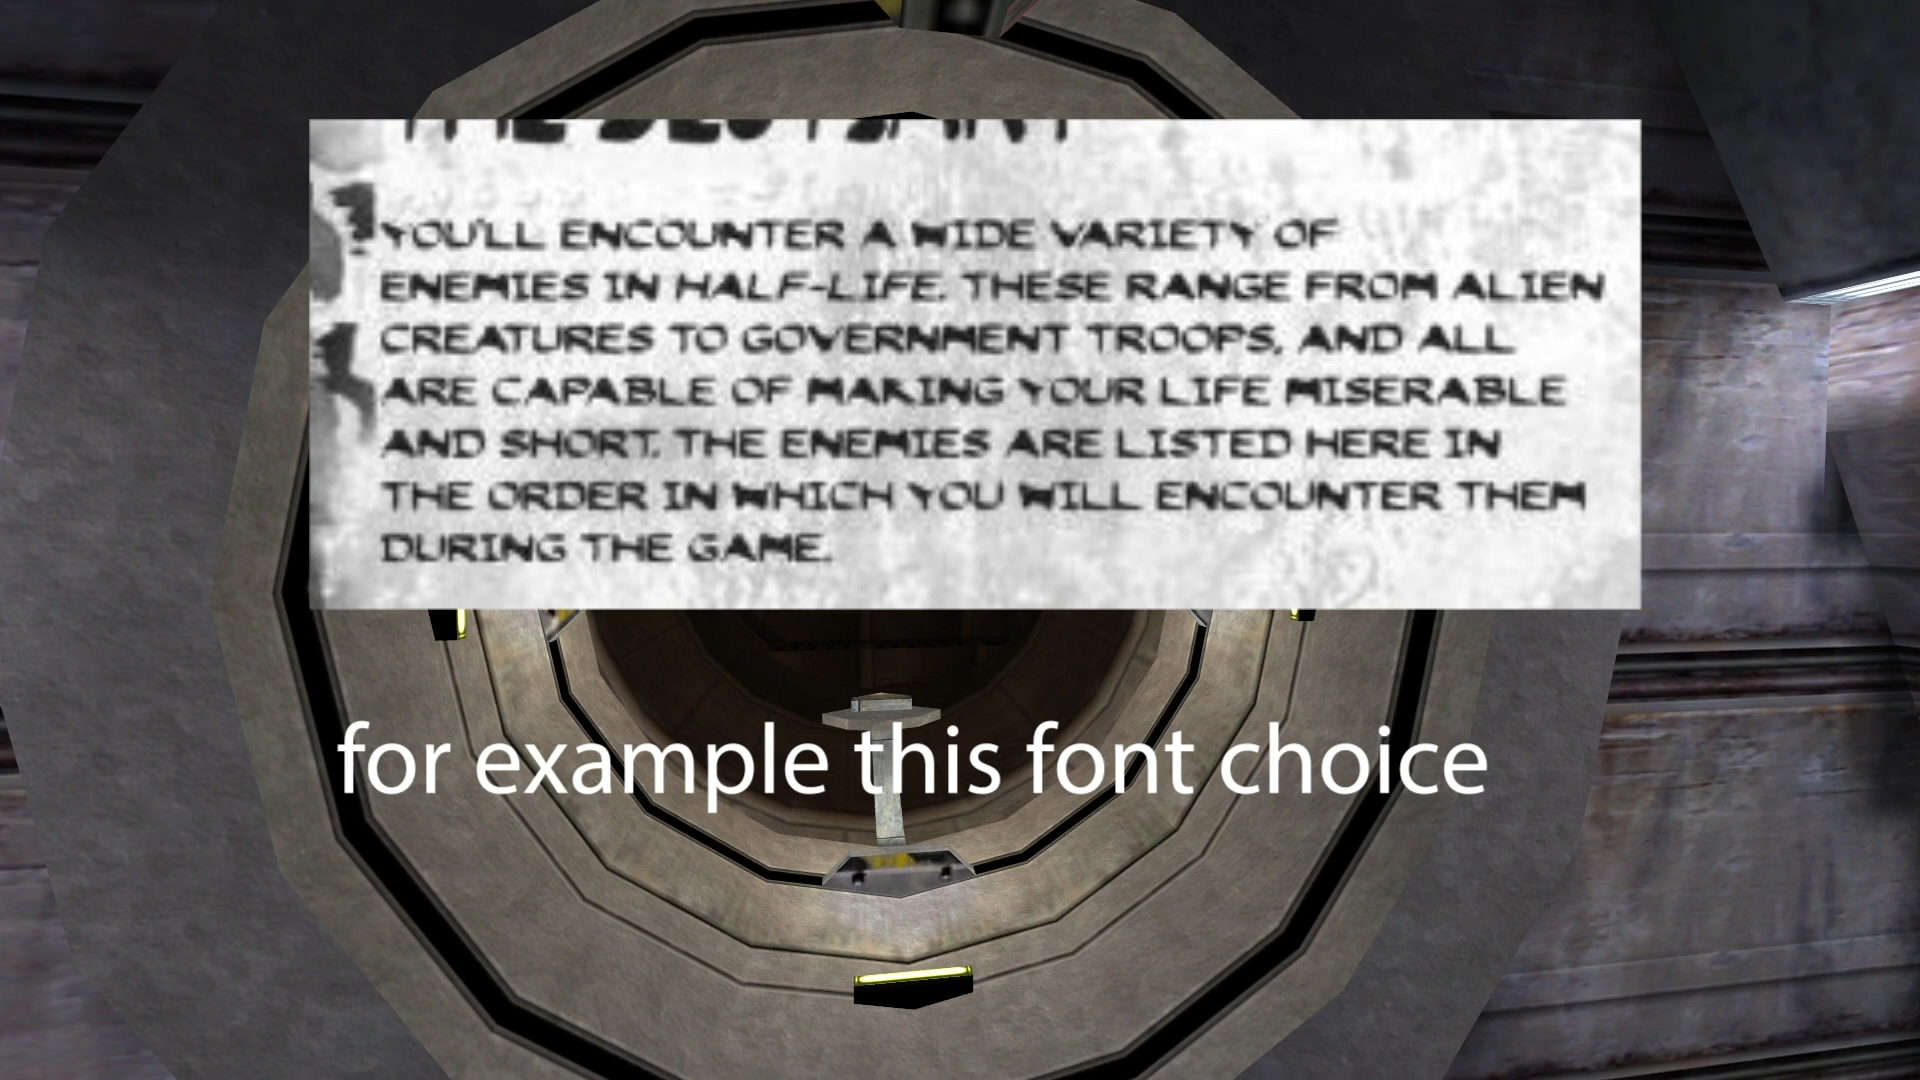 YOU'LL ENCOUNTER A WIDE VARIETY OF
ENEMIES IN HALF-LIFE. THESE RANGE FROM ALIEN
CREATURES TO GOVERNMENT TROOPS, AND ALL
ARE CAPABLE OF MAKING YOUR LIFE MISERABLE
AND SHORT. THE ENEMIES ARE LISTED HERE IN
THE ORDER IN WHICH YOU WILL ENCOUNTER THEM
DURING THE GAME.
for example this font choice